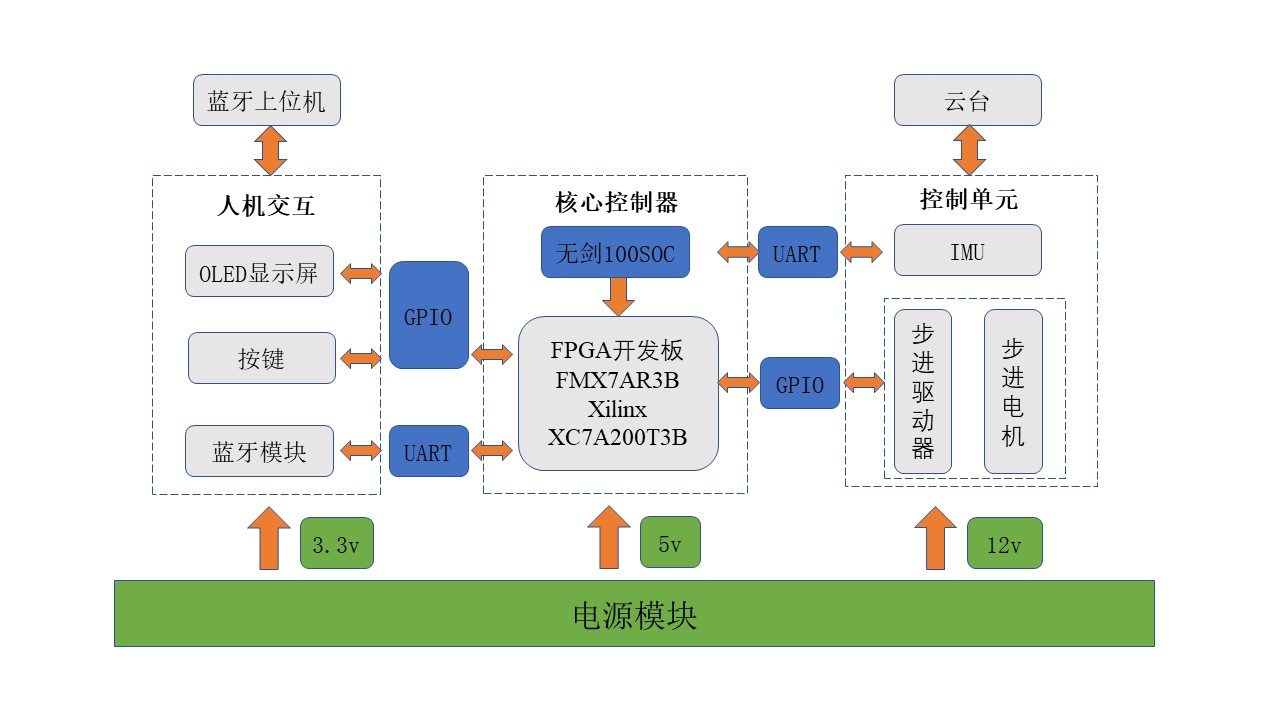 蓝牙上位机
云台
人机交互
OLED显示屏
按键
蓝牙模块
GPIO
UART
核心控制器
无剑100SOC
FPGA开发板
FMX7AR3B
Xilinx
XC7A200T3B
UART
GPIO
控制单元
IMU
步进驱动器
步进电机
3.3v
5v
12v
电源模块